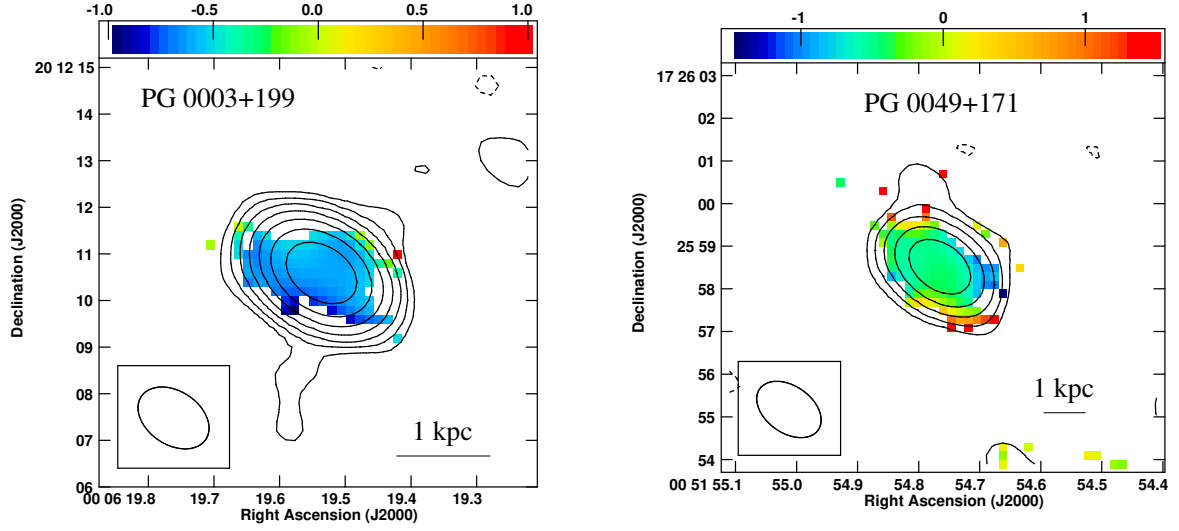 -1.0 -0.5 0.0 0.5 1.0
PG 0003+199
20 12 15
14
13
12
11
10
09
08
07
06
Declination (J2000)
1 kpc
00 06 19.8 19.7 19.6 19.5 19.4 19.3
Right Ascension (J2000)
-1 0 1
PG 0049+171
17 26 03
02
01
00
25 59
58
57
56
55
54
Declination (J2000)
1 kpc
00 51 55.1 55.0 54.9 54.8 54.7 54.6 54.5 54.4
Right Ascension (J2000)